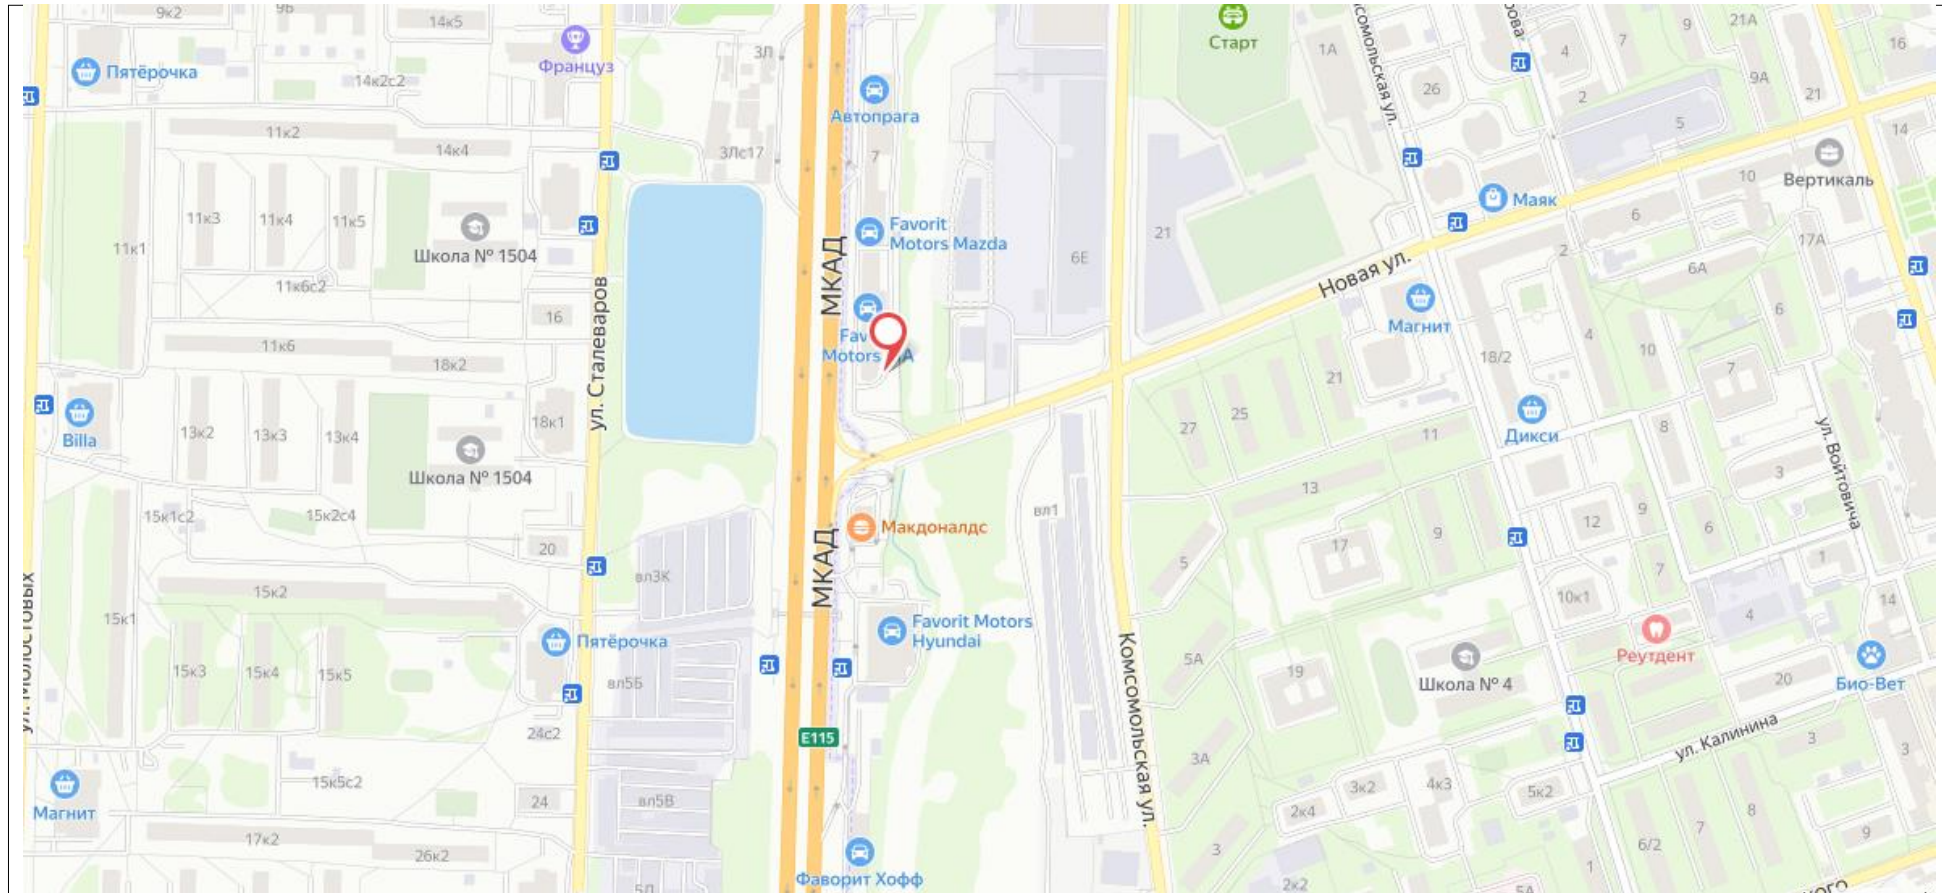 9к2
9Б
14к5
Француз
3Л
Старт
1А
4
7
9
21А
16
Пятёрочка
14к2с2
Автопрага
26
2
9А
21
11к2
14к4
3Лс17
7
5
14
Вертикаль
10
Маяк
11к3
11к4
11к5
Школа № 1504
11к1
Favorit
Motors Mazda
МКАД
21
6Е
6
2
17А
6А
Новая ул.
11к6с2
16
ул. Сталеваров
Магнит
6
11к6
18к2
Motors
4
18/2
10
7
21
Billa
13к2
13к3
13к4
18к1
27
25
11
Дикси
8
Школа № 1504
3
ул. Войтовича
15к1с2
15к2с4
20
МКАД
Макдоналдс
вл1
13
9
12
9
6
17
5
1
7
15к2
вл3К
10к1
4
14
15к1
Пятёрочка
Favorit Motors
Hyundai
Комсомольская ул.
Реутдент
15к3
15к4
15к5
вл5Б
5А
19
Школа № 4
20
Био-Вет
24с2
Е115
ул. Калинина
3
3
3А
15к5с2
24
вл5В
3к2
4к3
5к2
2к4
8
7
9
Магнит
17к2
26к2
Фаворит Хофф
3
6/2
2к2
1
5А